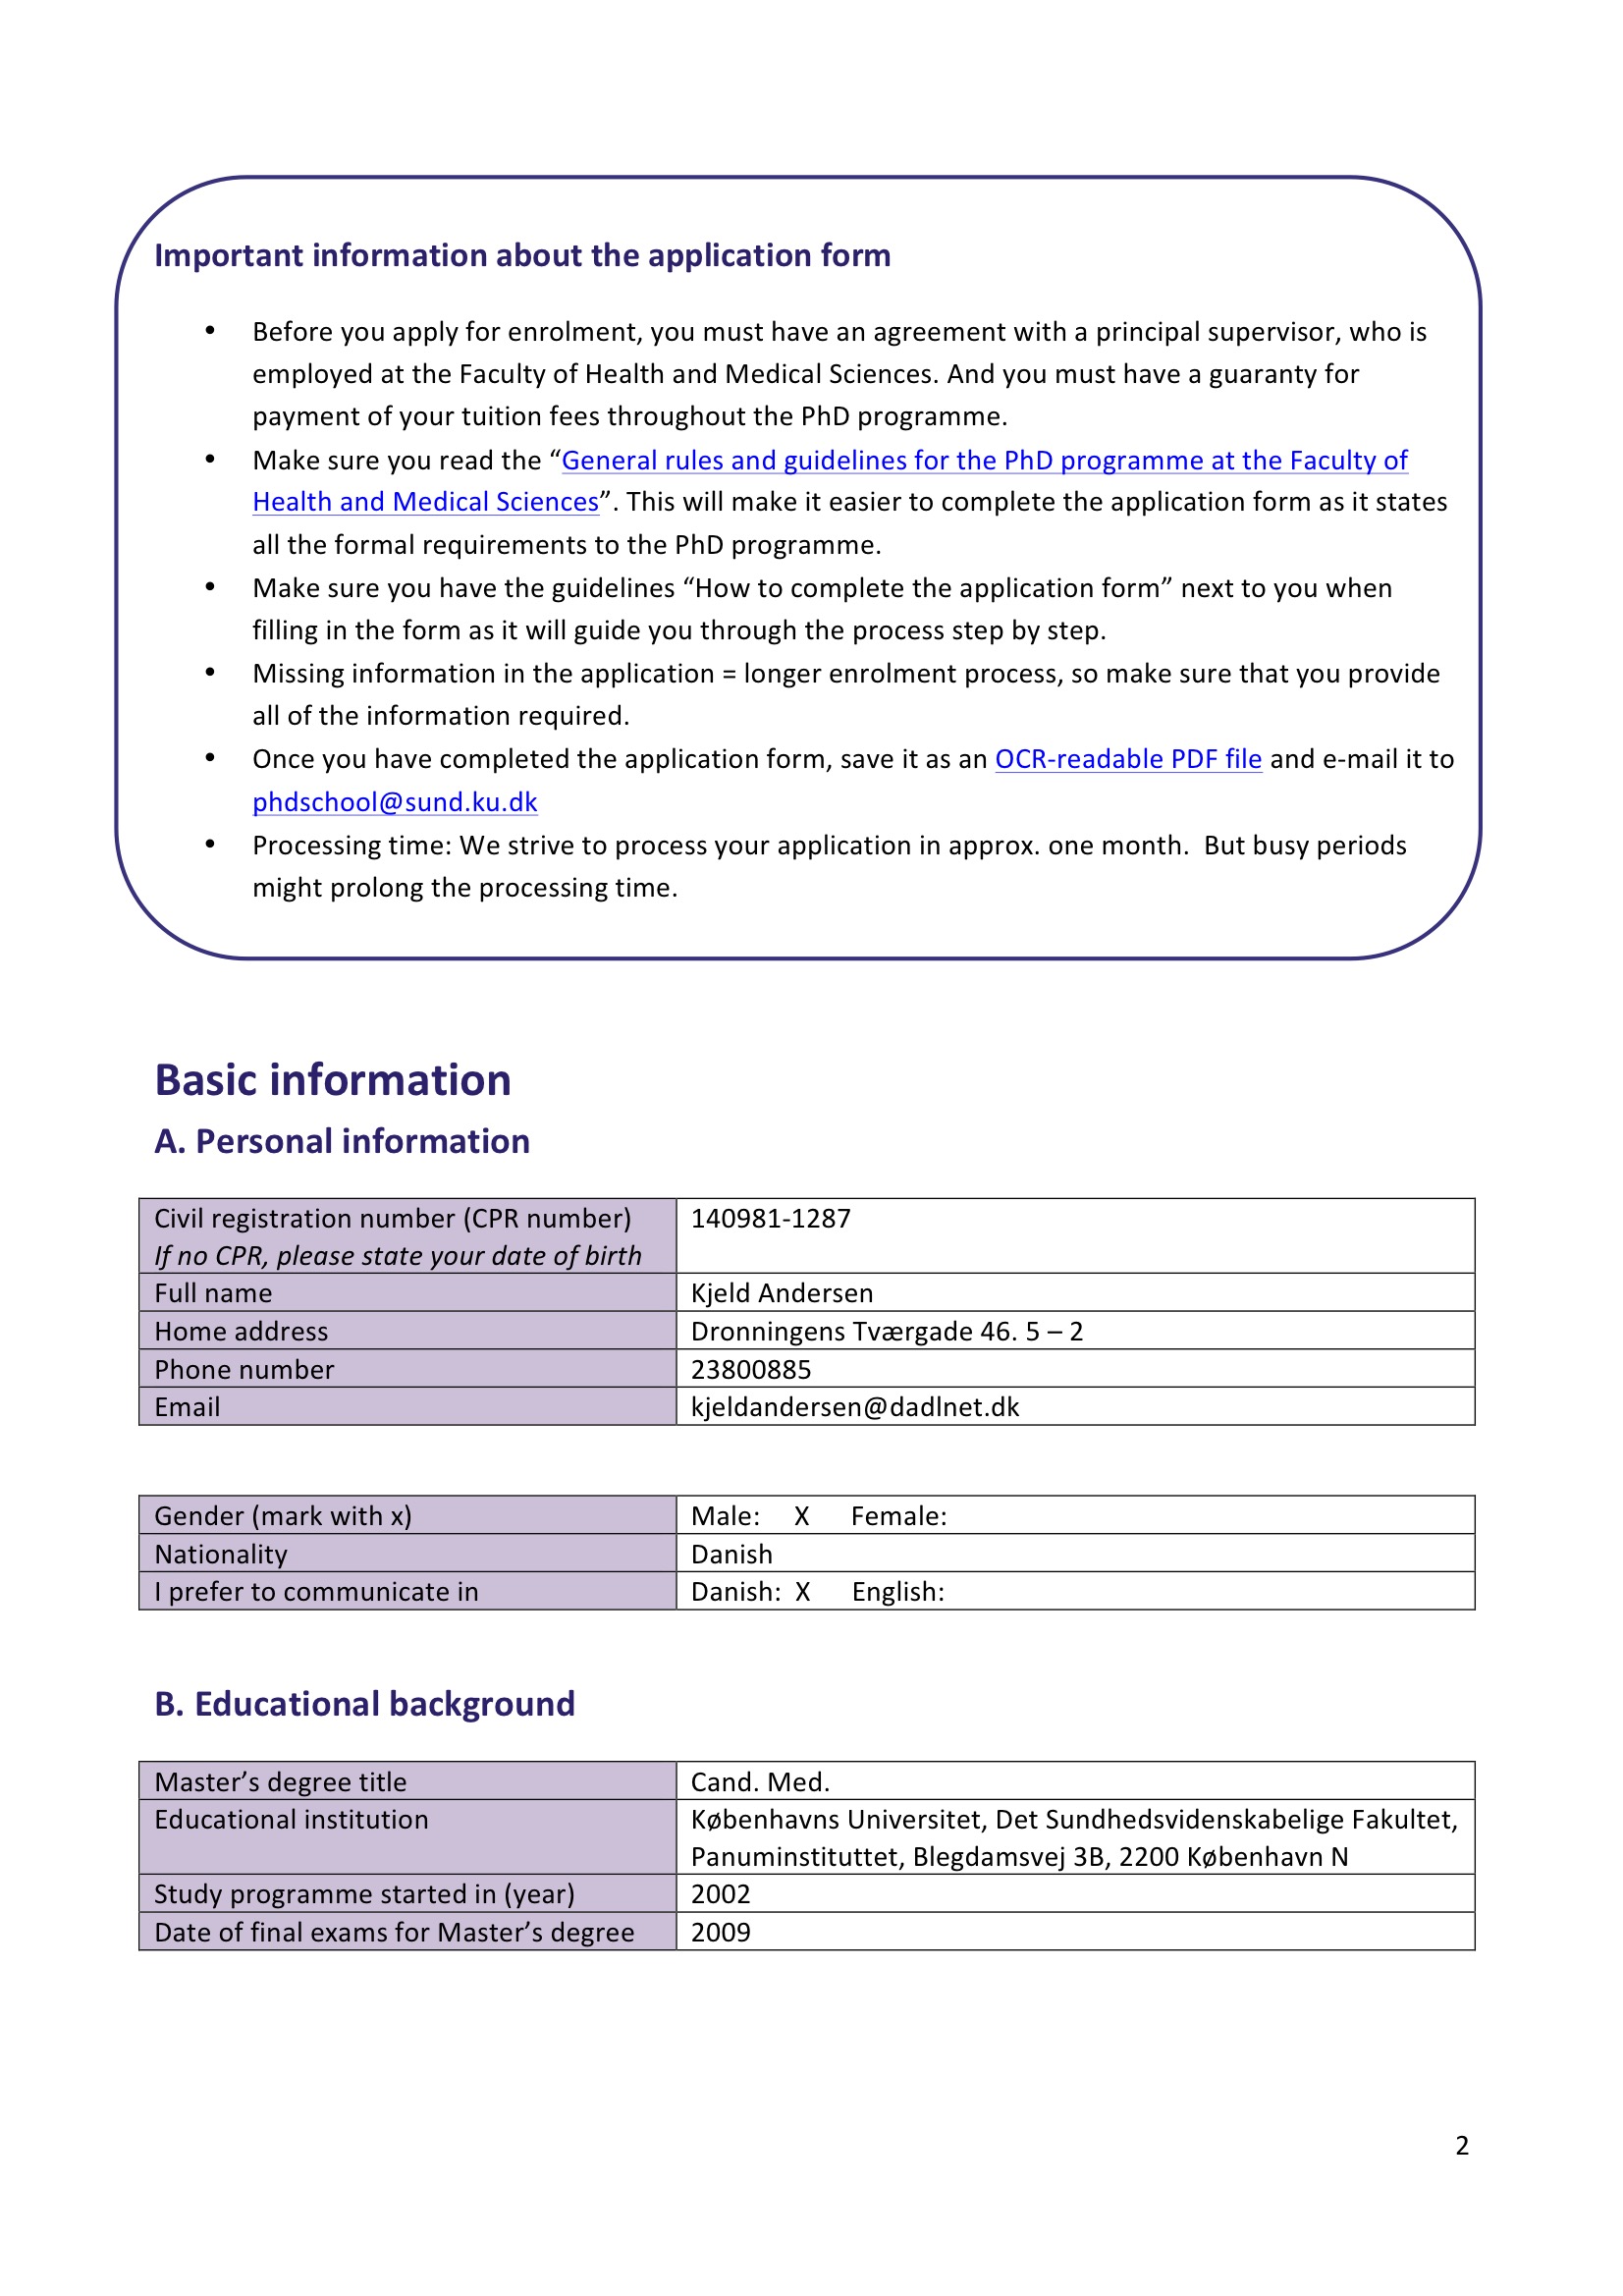 Important information about the application form
• Before you apply for enrolment, you must have an agreement with a principal supervisor, who is
employed at the Faculty of Health and Medical Sciences. And you must have a guaranty for
payment of your tuition fees throughout the PhD programme.
• Make sure you read the “General rules and guidelines for the PhD programme at the Faculty of
Health and Medical Sciences”. This will make it easier to complete the application form as it states
all the formal requirements to the PhD programme.
• Make sure you have the guidelines “How to complete the application form” next to you when
filling in the form as it will guide you through the process step by step.
• Missing information in the application = longer enrolment process, so make sure that you provide
all of the information required.
• Once you have completed the application form, save it as an OCR-readable PDF file and e-mail it to
phdschool@sund.ku.dk
• Processing time: We strive to process your application in approx. one month.  But busy periods
might prolong the processing time.
Basic information
A. Personal information
Civil registration number (CPR number) 140981-1287
If no CPR, please state your date of birth
Full name Kjeld Andersen
Home address Dronningens Tværgade 46. 5 – 2
Phone number 23800885
Email kjeldandersen@dadlnet.dk
Gender (mark with x) Male: X Female:
Nationality Danish
I prefer to communicate in Danish: X English:
B. Educational background
Master’s degree title Cand. Med.
Educational institution Københavns Universitet, Det Sundhedsvidenskabelige Fakultet,
Panuminstituttet, Blegdamsvej 3B, 2200 København N
Study programme started in (year) 2002
Date of final exams for Master’s degree 2009
2